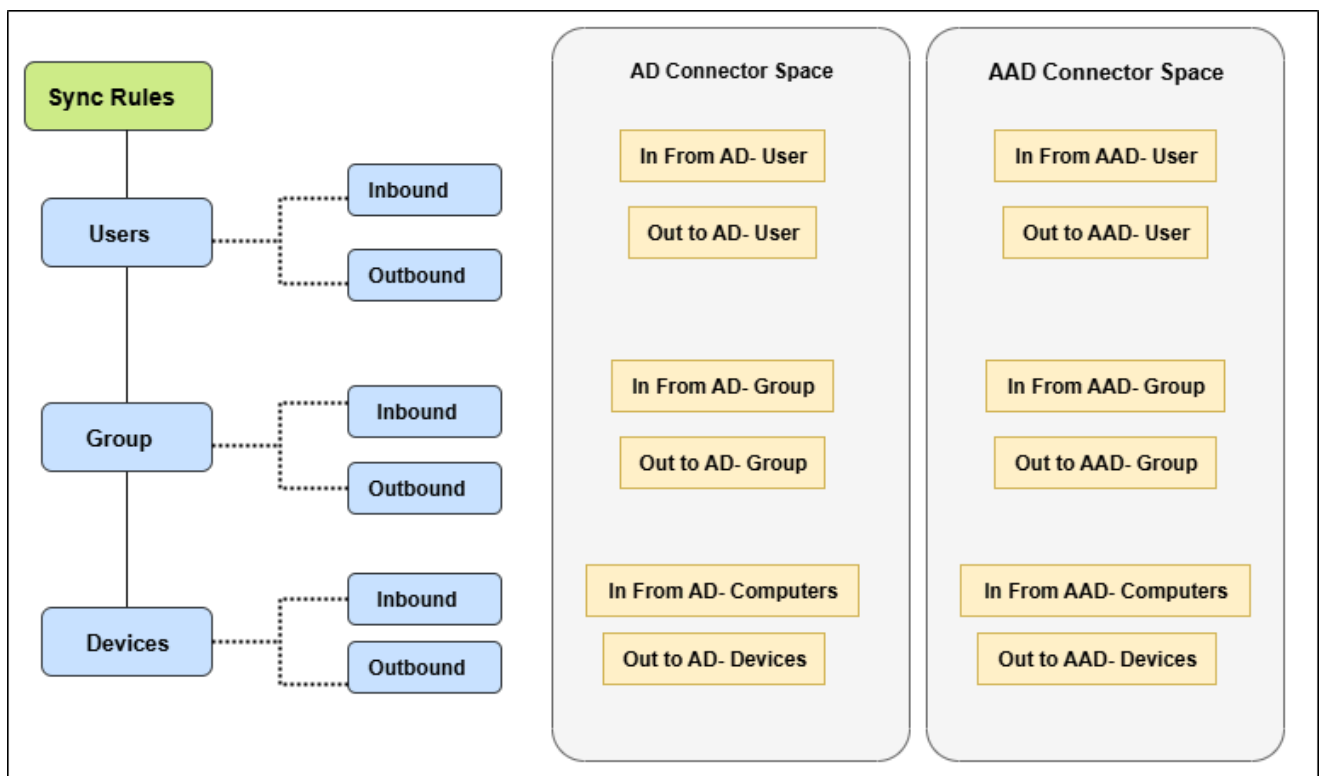 Sync Rules
Users
Inbound
Outbound
Group
Inbound
Outbound
Devices
Inbound
Outbound
AD Connector Space
In From AD- User
Out to AD- User
In From AD- Group
Out to AD- Group
In From AD- Computers
Out to AD- Devices
AAD Connector Space
In From AAD- User
Out to AAD- User
In From AAD- Group
Out to AAD- Group
In From AAD- Computers
Out to AAD- Devices